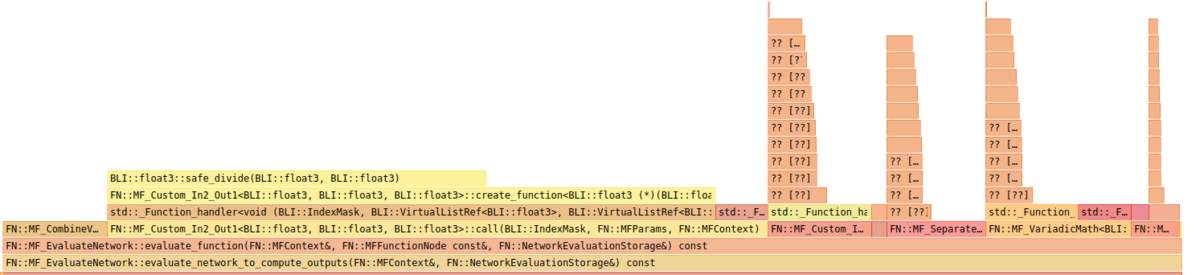 ?? [… 
?? [?
?? [??
?? [??
?? [??]
?? [??] ?? […
?? [??] ?? […
?? [??] ?? [… ?? […
BLI::float3::safe_divide(BLI::float3, BLI::float3) ?? [??] ?? [… ?? […
FN::MF_Custom_In2_Out1<BLI::float3, BLI::float3, BLI::float3>::create_function<BLI::float3 (*)(BLI::floa ?? [??] ?? [… ?? [??]
std::_Function_handler<void (BLI::IndexMask, BLI::VirtualListRef<BLI::float3>, BLI::VirtualListRef<BLI:: std::_F… std::_Function_ha ?? [??] std::_Function_ std::_F…
FN::MF_CombineV… FN::MF_Custom_In2_Out1<BLI::float3, BLI::float3, BLI::float3>::call(BLI::IndexMask, FN::MFParams, FN::MFContext) FN::MF_Custom_I… FN::MF_Separate… FN::MF_VariadicMath<BLI: FN::M…
FN::MF_EvaluateNetwork::evaluate_function(FN::MFContext&, FN::MFFunctionNode const&, FN::NetworkEvaluationStorage&) const
FN::MF_EvaluateNetwork::evaluate_network_to_compute_outputs(FN::MFContext&, FN::NetworkEvaluationStorage&) const